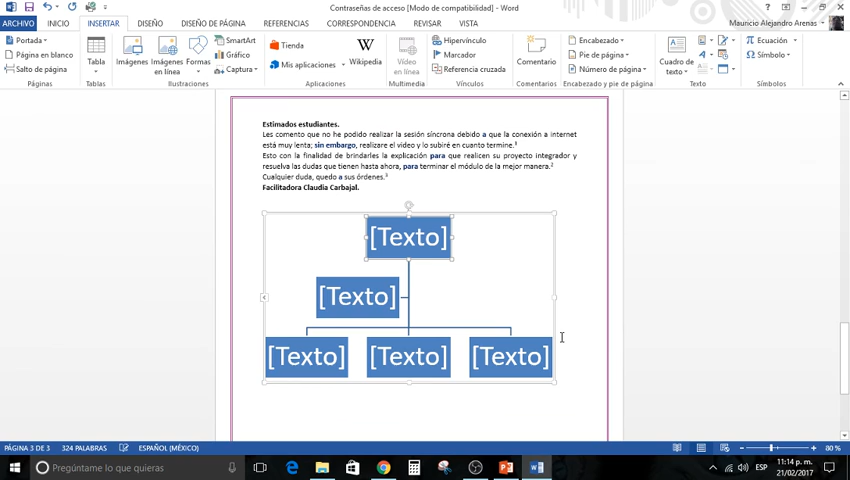 Contraseñas de acceso [Modo de compatibilidad] - Word
ARCHIVO INICIO INSERTAR DISEÑO DISEÑO DE PÁGINA REFERENCIAS CORRESPONDENCIA REVISAR VISTA
Mauricio Alejandro Arenas
Portada
Página en blanco
Salto de página
Páginas
Tabla
Tablas
Imágenes
Imágenes en línea
Formas
SmartArt
Gráfico
Captura
Ilustraciones
Tienda
Mis aplicaciones
Wikipedia
Aplicaciones
Vídeo en línea
Multimedia
Hipervínculo
Marcador
Referencia cruzada
Vínculos
Comentario
Comentarios
Encabezado
Pie de página
Número de página
Encabezado y pie de página
Cuadro de texto
Texto
Ecuación
Símbolo
Símbolos
Estimados estudiantes.
Les comento que no he podido realizar la sesión síncrona debido a que la conexión a internet
está muy lenta; sin embargo, realizare el video y lo subiré en cuanto termine.¹
Esto con la finalidad de brindarles la explicación para que realicen su proyecto integrador y
resuelva las dudas que tienen hasta ahora, para terminar el módulo de la mejor manera.²
Cualquier duda, quedo a sus órdenes.³
Facilitadora Claudia Carbajal.
[Texto]
[Texto]
[Texto] [Texto] [Texto]
PÁGINA 3 DE 3 324 PALABRAS ESPAÑOL (MÉXICO) 80 %
Pregúntame lo que quieras
ESP
11:14 p. m.
21/02/2017